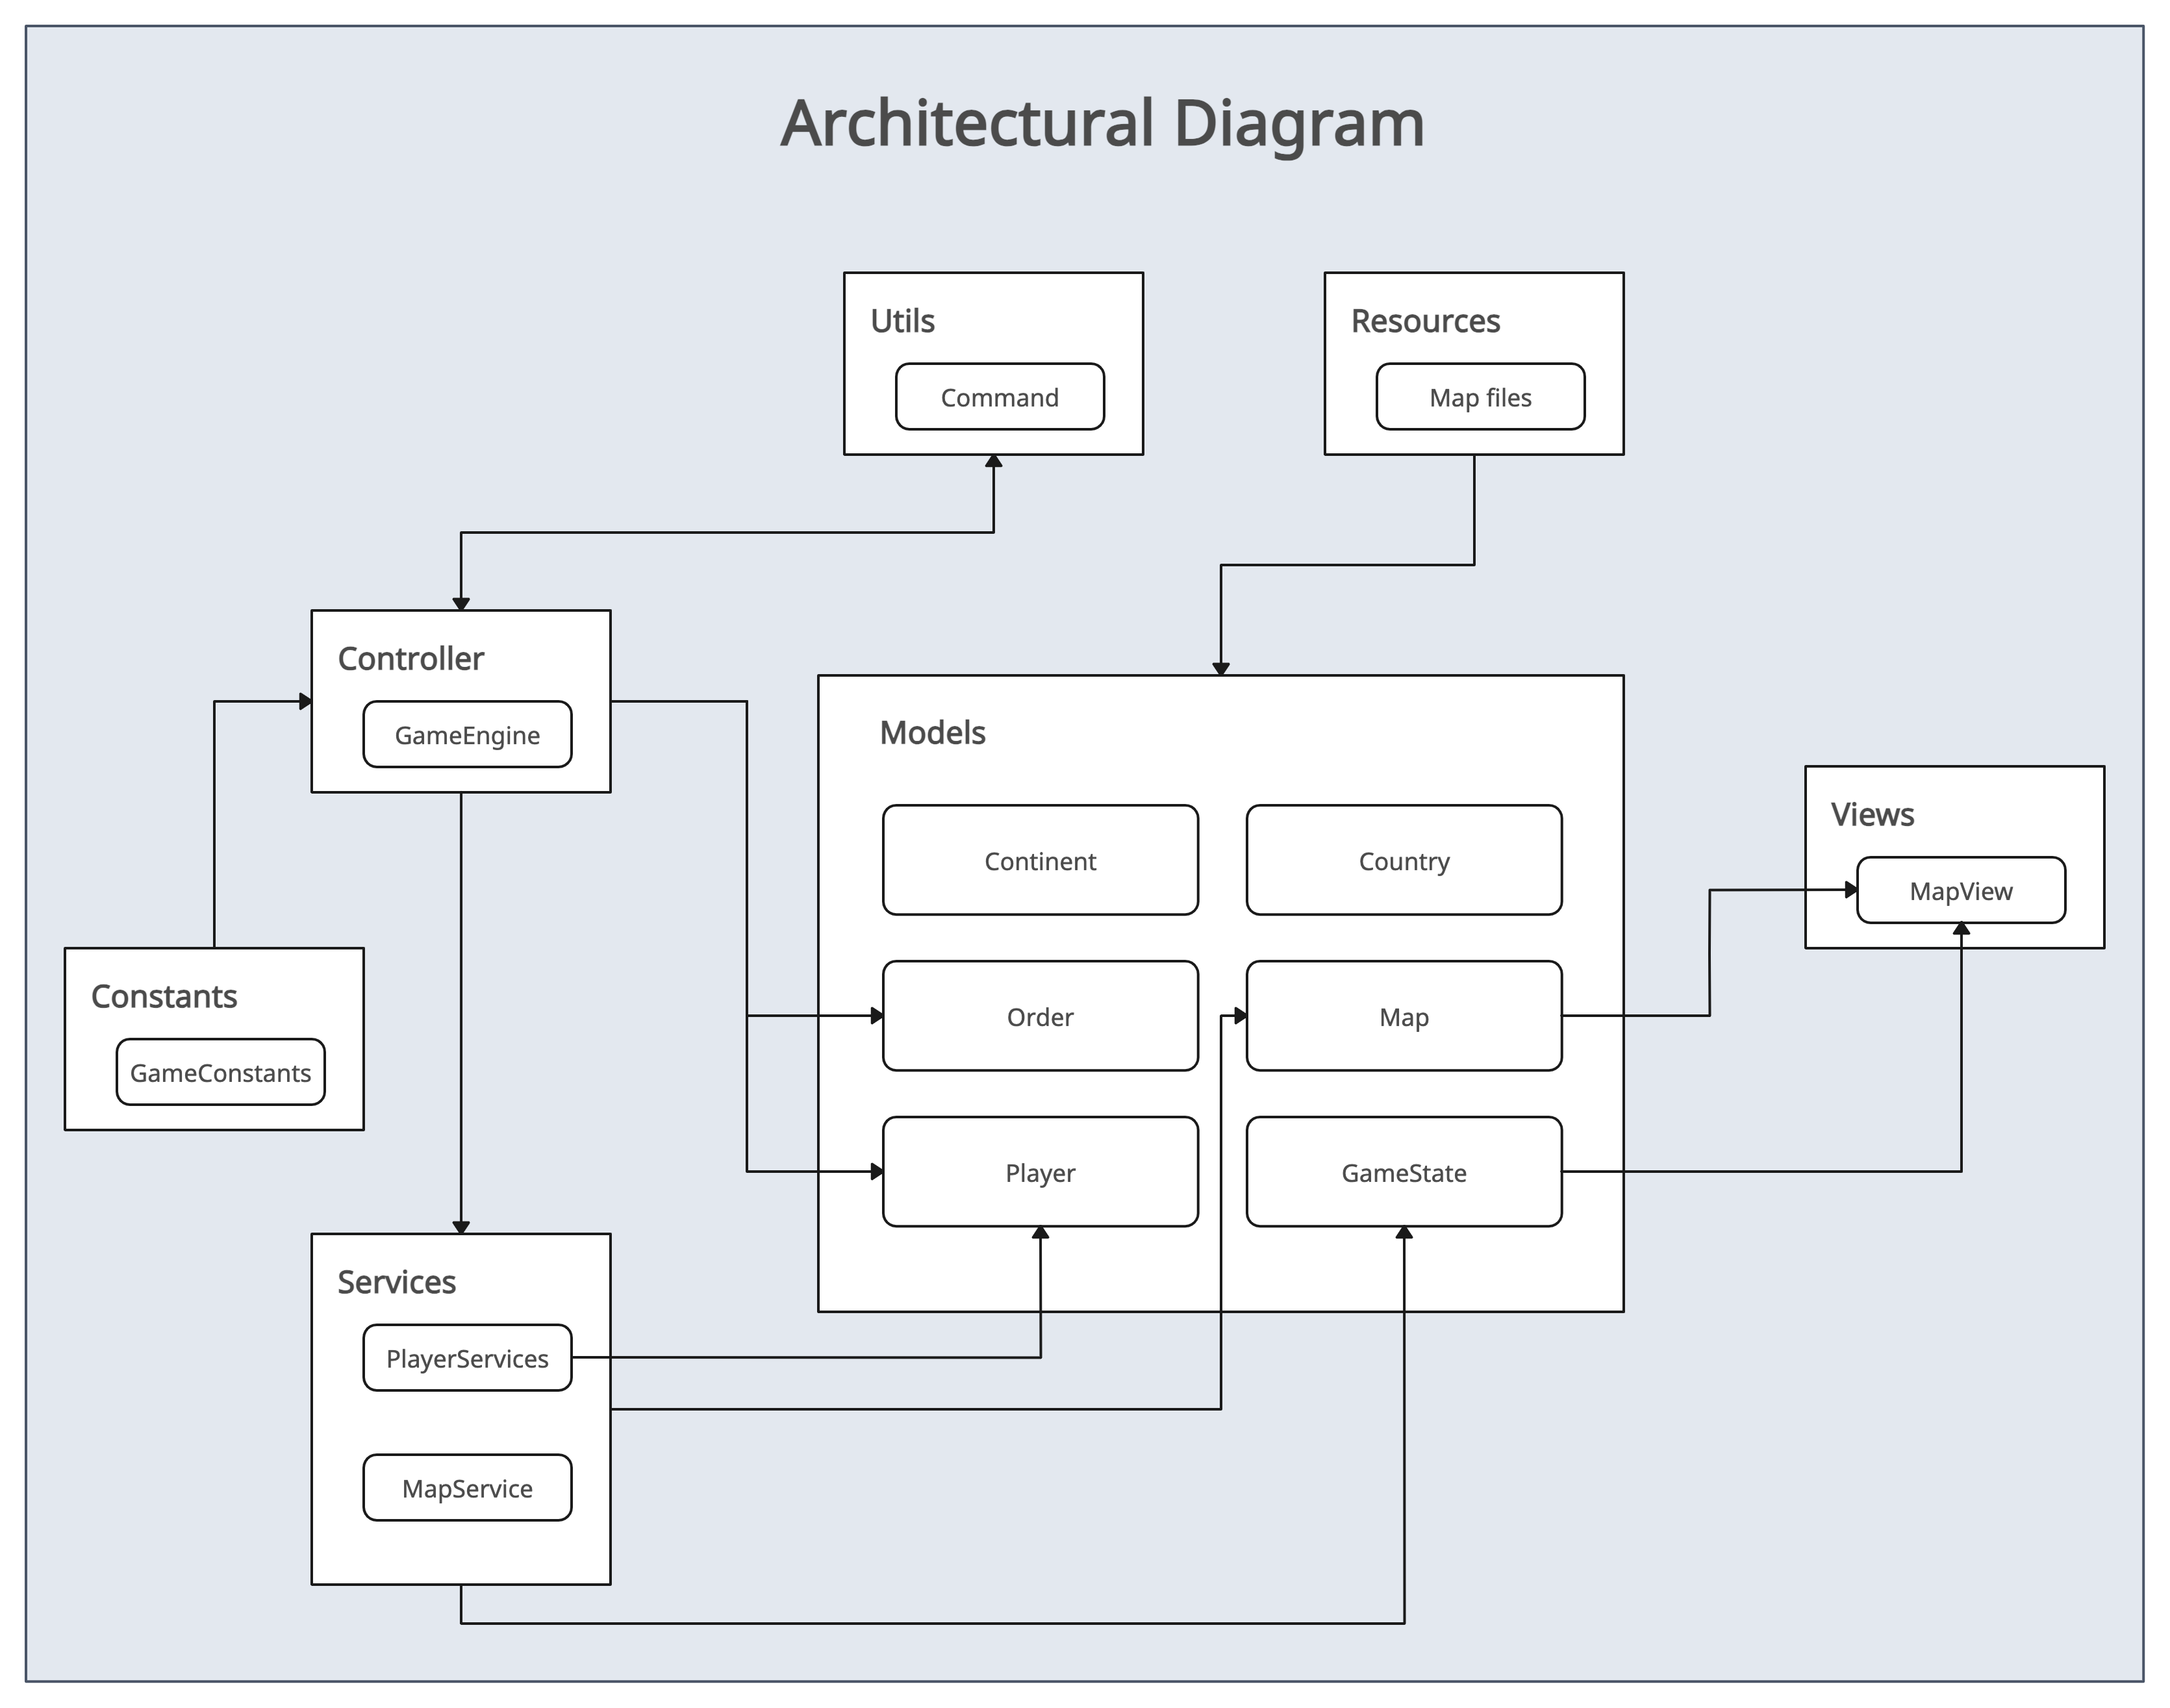 Architectural Diagram
Utils
Command
Resources
Map files
Controller
GameEngine
Models
Continent
Country
Order
Map
Player
GameState
Views
MapView
Constants
GameConstants
Services
PlayerServices
MapService